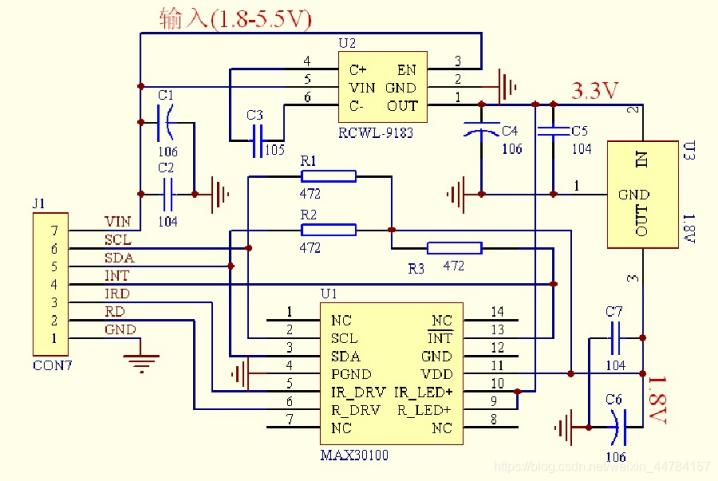 输入(1.8-5.5V)
U2
4 C+ EN 3
5 VIN GND 2
6 C- OUT 1
RCWL-9183
3.3V
C1
106
C2
104
C3
105
C4
106
C5
104
2
U3
IN
1 GND
OUT
1.8V
3
R1
472
R2
472
R3
472
J1
7 VIN
6 SCL
5 SDA
4 INT
3 IRD
2 RD
1 GND
CON7
U1
1 NC NC 14
2 SCL INT 13
3 SDA GND 12
4 PGND VDD 11
5 IR_DRV IR_LED+ 10
6 R_DRV R_LED+ 9
7 NC NC 8
MAX30100
C7
104
1.8V
C6
106
https://blog.csdn.net/weixin_44784157